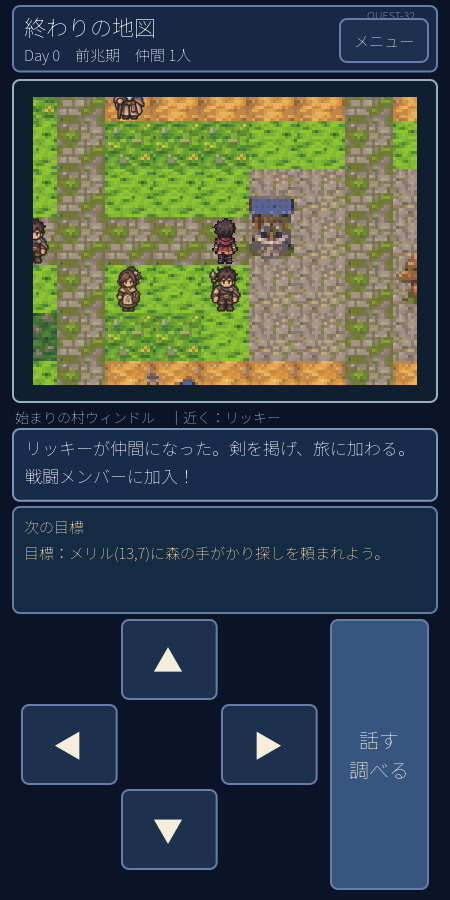 QUEST-32
終わりの地図
Day 0　前兆期　仲間 1人
メニュー
始まりの村ウィンドル　｜近く：リッキー
リッキーが仲間になった。剣を掲げ、旅に加わる。
戦闘メンバーに加入！
次の目標
目標：メリル(13,7)に森の手がかり探しを頼まれよう。
話す
調べる